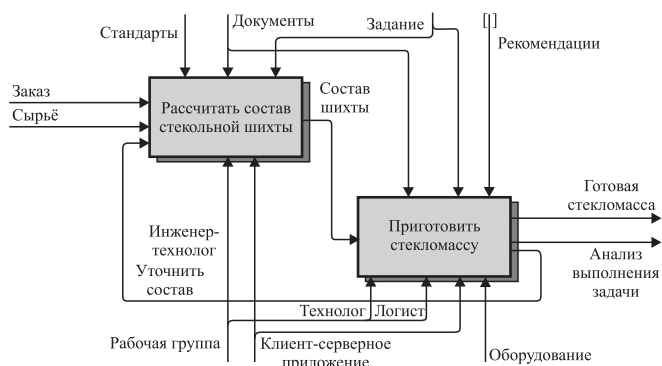 Стандарты
Документы
Задание
[]
Рекомендации
Заказ
Сырьё
Рассчитать состав
стекольной шихты
Состав
шихты
Готовая
стекломасса
Приготовить
стекломассу
Анализ
выполнения
задачи
Инженер-
технолог
Уточнить
состав
Технолог
Логист
Рабочая группа
Клиент-серверное
приложение
Оборудование